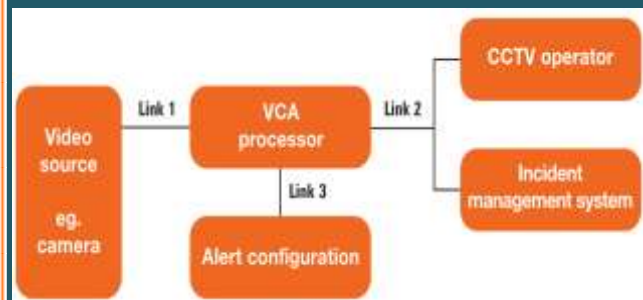 Video
source
eg.
camera
Link 1
VCA
processor
Link 2
CCTV operator
Incident
management system
Link 3
Alert configuration